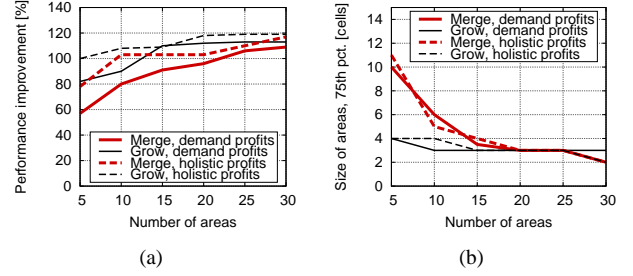 Performance improvement [%]
140
120
100
80
60
40
20
0
Merge, demand profits
Grow, demand profits
Merge, holistic profits
Grow, holistic profits
5 10 15 20 25 30
Number of areas
(a)
Size of areas, 75th pct. [cells]
14
12
10
8
6
4
2
0
Merge, demand profits
Grow, demand profits
Merge, holistic profits
Grow, holistic profits
5 10 15 20 25 30
Number of areas
(b)